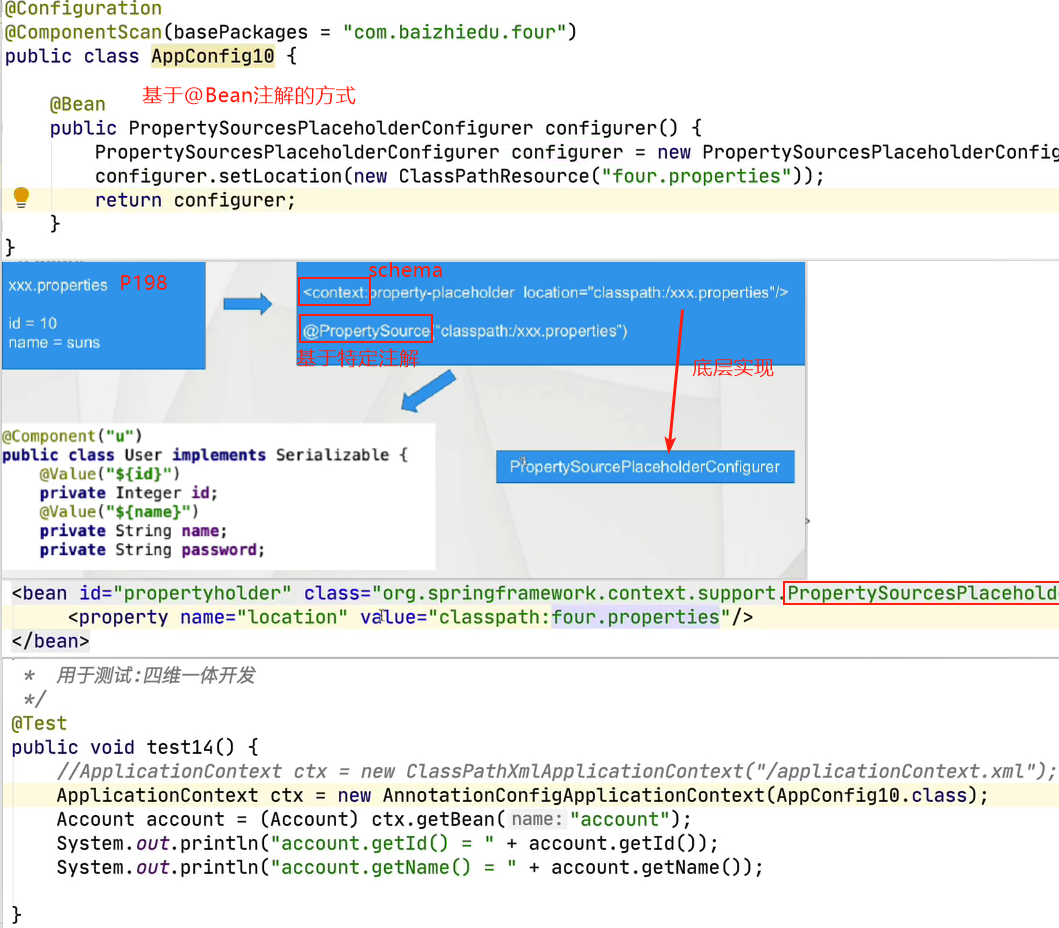 @Configuration
@ComponentScan(basePackages = "com.baizhiedu.four")
public class AppConfig10 {
@Bean 基于@Bean注解的方式
public PropertySourcesPlaceholderConfigurer configurer() {
PropertySourcesPlaceholderConfigurer configurer = new PropertySourcesPlaceholderConfig
configurer.setLocation(new ClassPathResource("four.properties"));
return configurer;
}
}
xxx.properties P198
id = 10
name = suns
schema
<context:property-placeholder location="classpath:/xxx.properties"/>
@PropertySource("classpath:/xxx.properties")
基于特定注解
底层实现
@Component("u")
public class User implements Serializable {
@Value("${id}")
private Integer id;
@Value("${name}")
private String name;
private String password;
PropertySourcePlaceholderConfigurer
<bean id="propertyholder" class="org.springframework.context.support.PropertySourcesPlacehold
<property name="location" value="classpath:four.properties"/>
</bean>
* 用于测试:四维一体开发
*/
@Test
public void test14() {
//ApplicationContext ctx = new ClassPathXmlApplicationContext("/applicationContext.xml");
ApplicationContext ctx = new AnnotationConfigApplicationContext(AppConfig10.class);
Account account = (Account) ctx.getBean( name: "account");
System.out.println("account.getId() = " + account.getId());
System.out.println("account.getName() = " + account.getName());
}